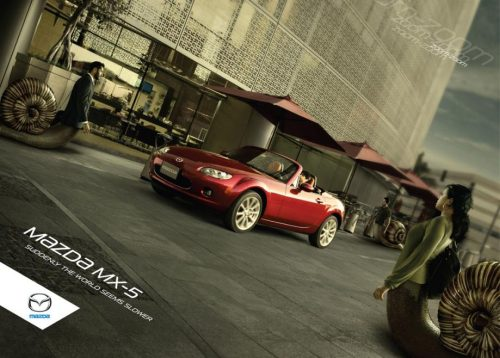 MAZDA MX-5
SUDDENLY THE WORLD SEEMS SLOWER
mazda